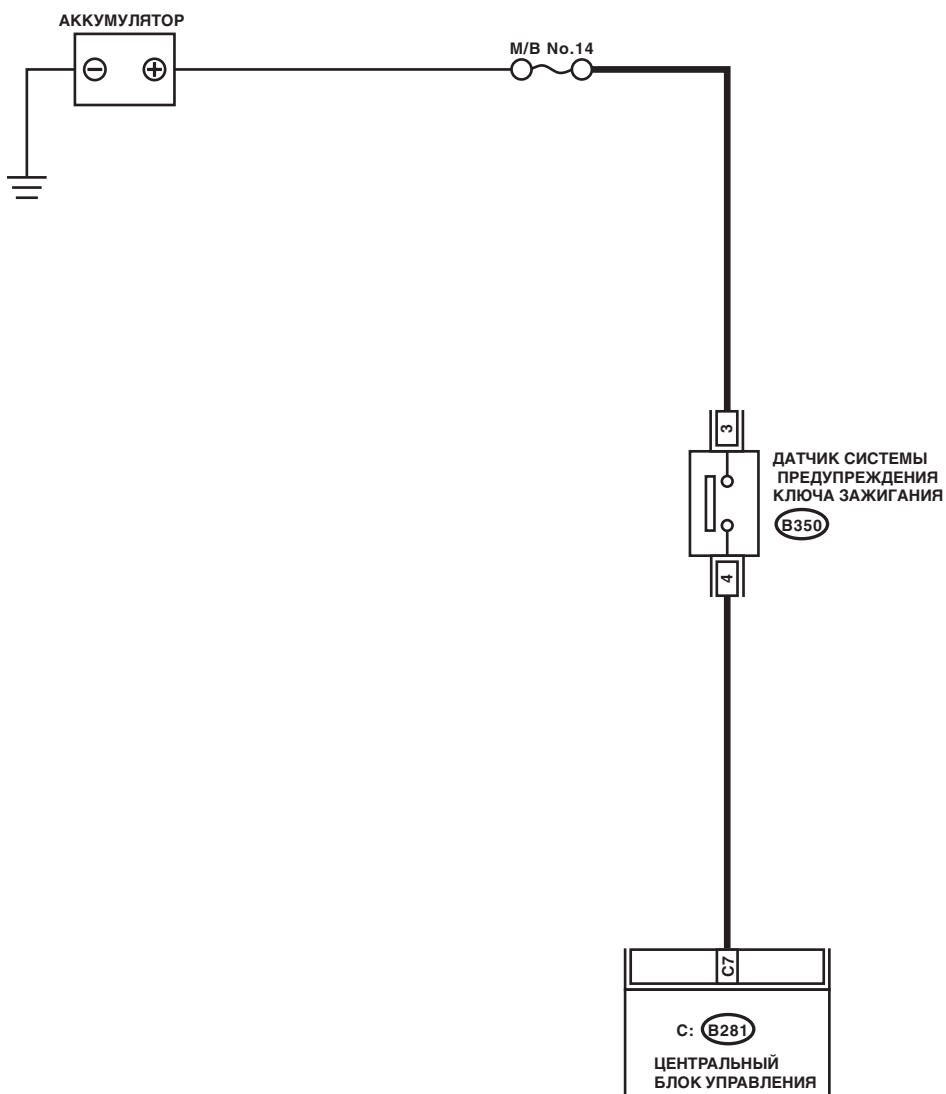 АККУМУЛЯТОР
M/B No.14
3
ДАТЧИК СИСТЕМЫ
ПРЕДУПРЕЖДЕНИЯ
КЛЮЧА ЗАЖИГАНИЯ
B350
4
C7
C: B281
ЦЕНТРАЛЬНЫЙ
БЛОК УПРАВЛЕНИЯ